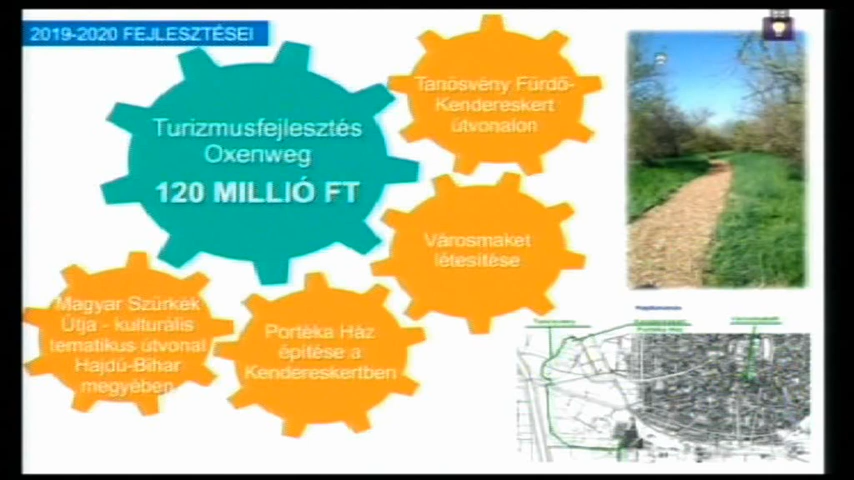 2019-2020 FEJLESZTÉSEI
Turizmusfejlesztés
Oxenweg
120 MILLIÓ FT
Tanösvény Fürdő-
Kendereskert
útvonalon
Városmaket
létesítése
Magyar Szürkék
Útja - kulturális
tematikus útvonal
Hajdú-Bihar
megyében
Portéka Ház
építése a
Kendereskertben